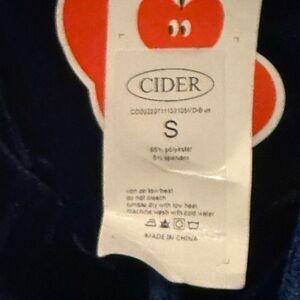 CIDER
S
95% polyester
5% spandex
iron on low heat
do not bleach
tumble dry with low heat
machine wash with cold water
MADE IN CHINA